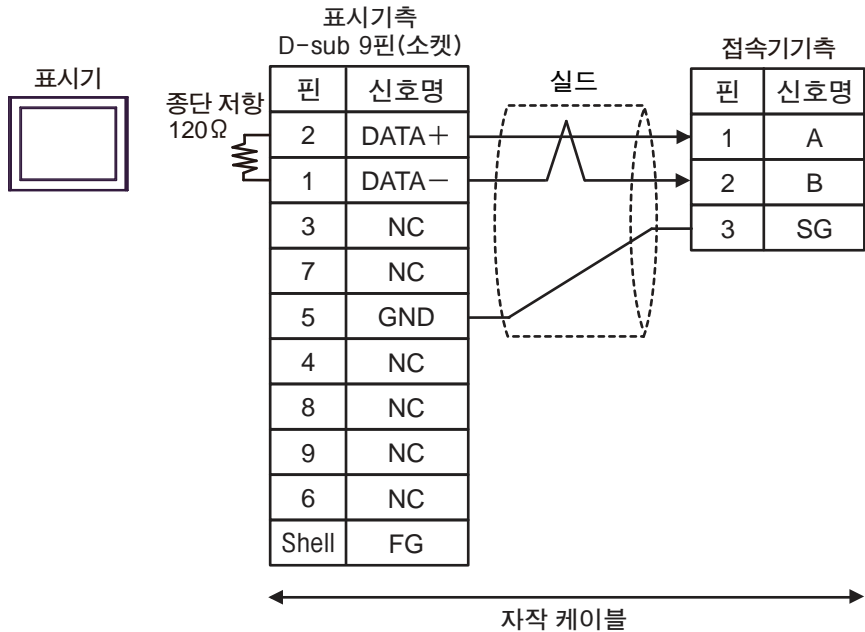 표시기측
D-sub 9핀(소켓)
접속기기측
표시기
실드
종단 저항
120Ω
핀 신호명
2 DATA+
1 DATA-
3 NC
7 NC
5 GND
4 NC
8 NC
9 NC
6 NC
Shell FG
핀 신호명
1 A
2 B
3 SG
자작 케이블